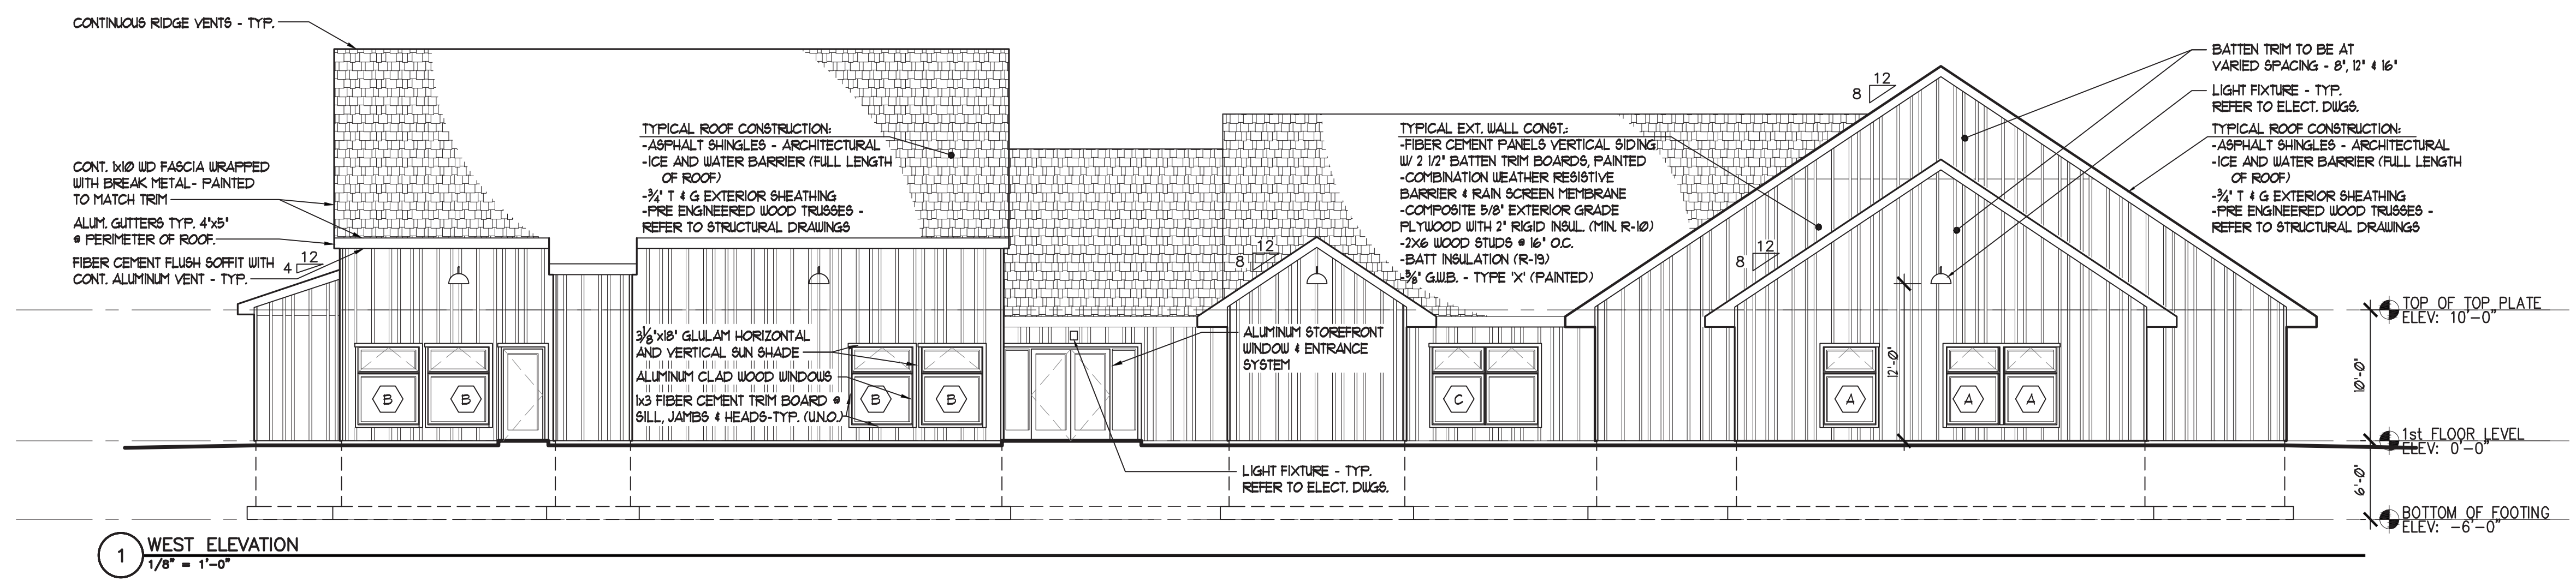 CONTINUOUS RIDGE VENTS - TYP.
CONT. 1x10 WD FASCIA WRAPPED
WITH BREAK METAL- PAINTED
TO MATCH TRIM
ALUM. GUTTERS TYP. 4"x5"
@ PERIMETER OF ROOF.
FIBER CEMENT FLUSH SOFFIT WITH
CONT. ALUMINUM VENT - TYP.
12
4
TYPICAL ROOF CONSTRUCTION:
-ASPHALT SHINGLES - ARCHITECTURAL
-ICE AND WATER BARRIER (FULL LENGTH
OF ROOF)
-3/4" T & G EXTERIOR SHEATHING
-PRE ENGINEERED WOOD TRUSSES -
REFER TO STRUCTURAL DRAWINGS
3 1/8"x18" GLULAM HORIZONTAL
AND VERTICAL SUN SHADE
ALUMINUM CLAD WOOD WINDOWS
1x3 FIBER CEMENT TRIM BOARD @
SILL, JAMBS & HEADS-TYP. (U.N.O.)
B
B
B
B
12
8
ALUMINUM STOREFRONT
WINDOW & ENTRANCE
SYSTEM
LIGHT FIXTURE - TYP.
REFER TO ELECT. DWGS.
TYPICAL EXT. WALL CONST.:
-FIBER CEMENT PANELS VERTICAL SIDING
W/ 2 1/2" BATTEN TRIM BOARDS, PAINTED
-COMBINATION WEATHER RESISTIVE
BARRIER & RAIN SCREEN MEMBRANE
-COMPOSITE 5/8" EXTERIOR GRADE
PLYWOOD WITH 2" RIGID INSUL. (MIN. R-10)
-2X6 WOOD STUDS @ 16" O.C.
-BATT INSULATION (R-19)
-5/8" G.W.B. - TYPE 'X' (PAINTED)
C
12
8
12
8
12'-0"
A
A
A
BATTEN TRIM TO BE AT
VARIED SPACING - 8", 12" & 16"
LIGHT FIXTURE - TYP.
REFER TO ELECT. DWGS.
TYPICAL ROOF CONSTRUCTION:
-ASPHALT SHINGLES - ARCHITECTURAL
-ICE AND WATER BARRIER (FULL LENGTH
OF ROOF)
-3/4" T & G EXTERIOR SHEATHING
-PRE ENGINEERED WOOD TRUSSES -
REFER TO STRUCTURAL DRAWINGS
TOP OF TOP PLATE
ELEV: 10'-0"
10'-0"
1st FLOOR LEVEL
ELEV: 0'-0"
6'-0"
BOTTOM OF FOOTING
ELEV: -6'-0"
1
WEST ELEVATION
1/8" = 1'-0"